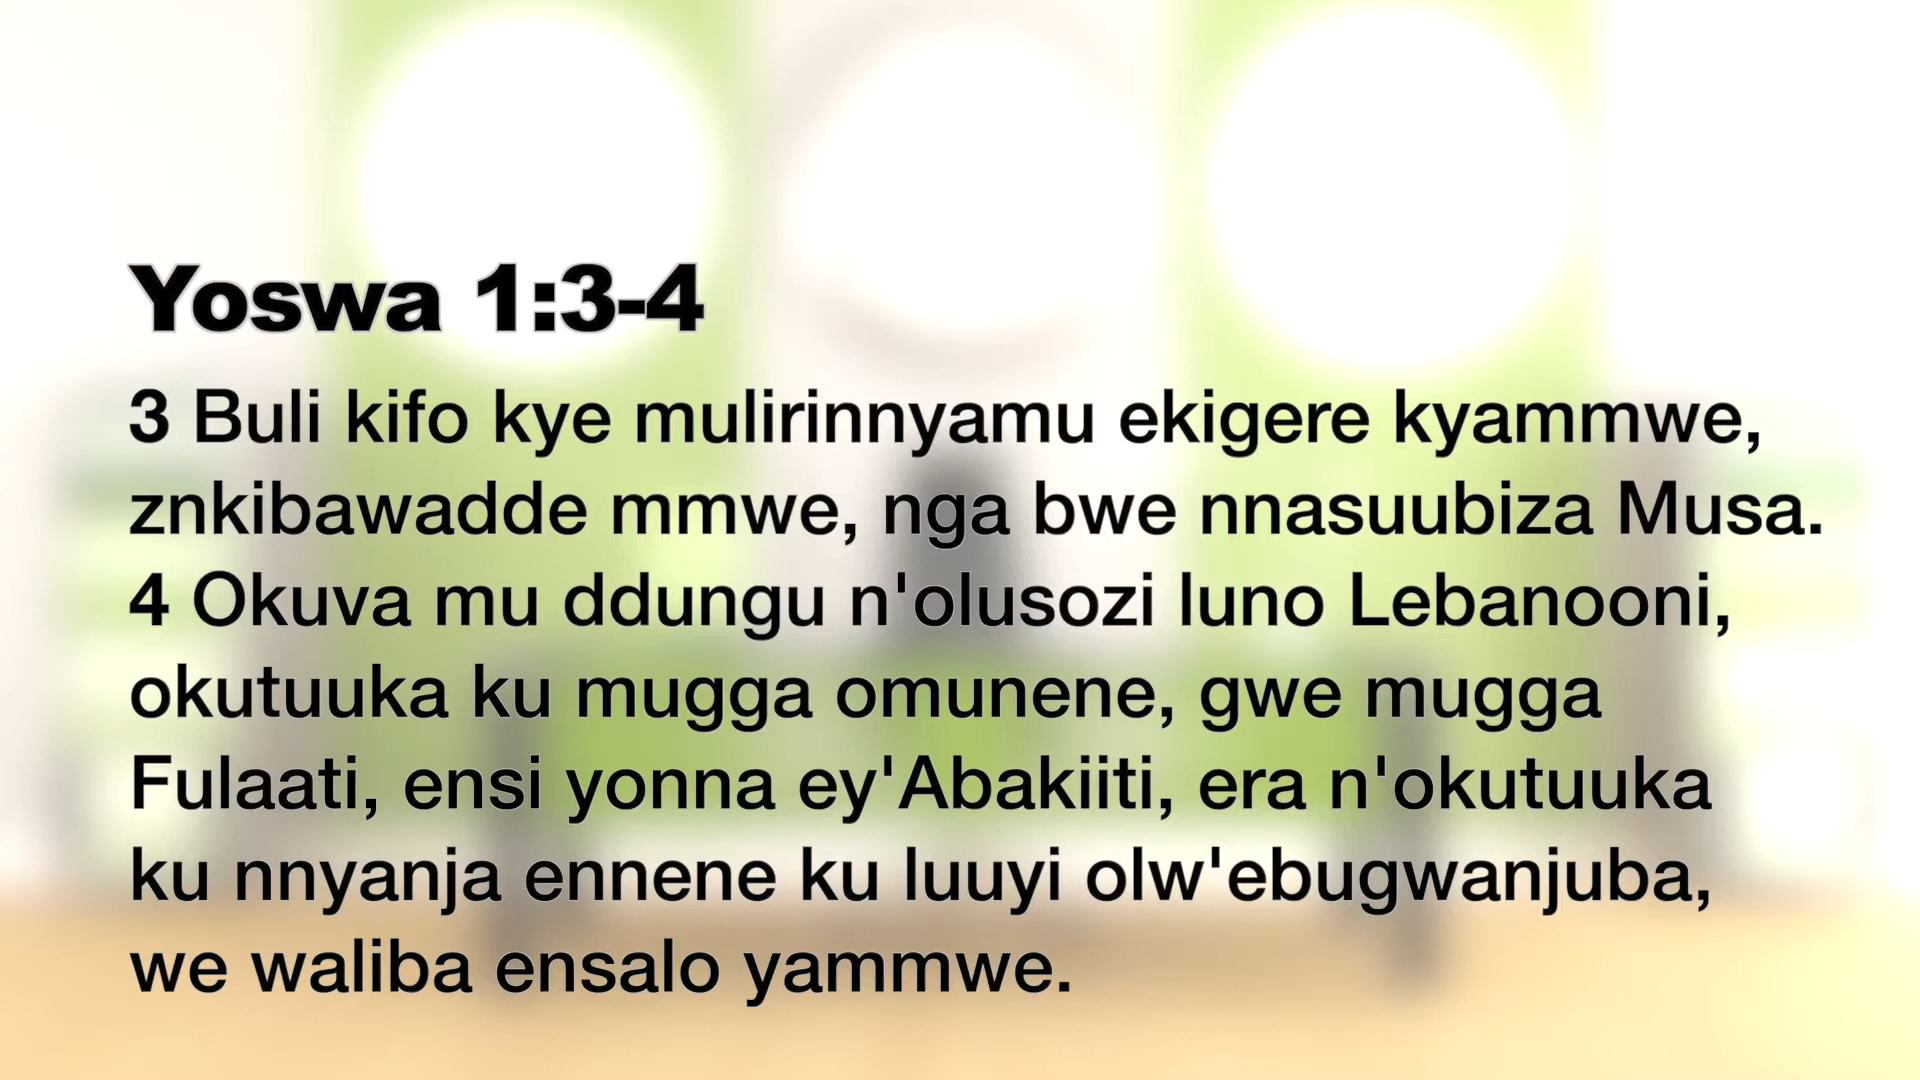 Yoswa 1:3-4
3 Buli kifo kye mulirinnyamu ekigere kyammwe,
znkibawadde mmwe, nga bwe nnasuubiza Musa.
4 Okuva mu ddungu n'olusozi luno Lebanooni,
okutuuka ku mugga omunene, gwe mugga
Fulaati, ensi yonna ey'Abakiiti, era n'okutuuka
ku nnyanja ennene ku luuyi olw'ebugwanjuba,
we waliba ensalo yammwe.